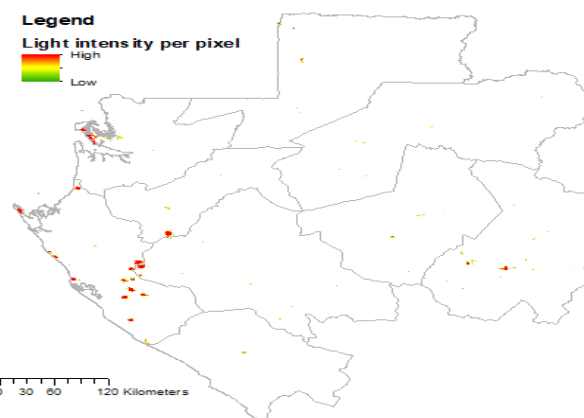 Legend
Light intensity per pixel
High
Low
0 30 60 120 Kilometers